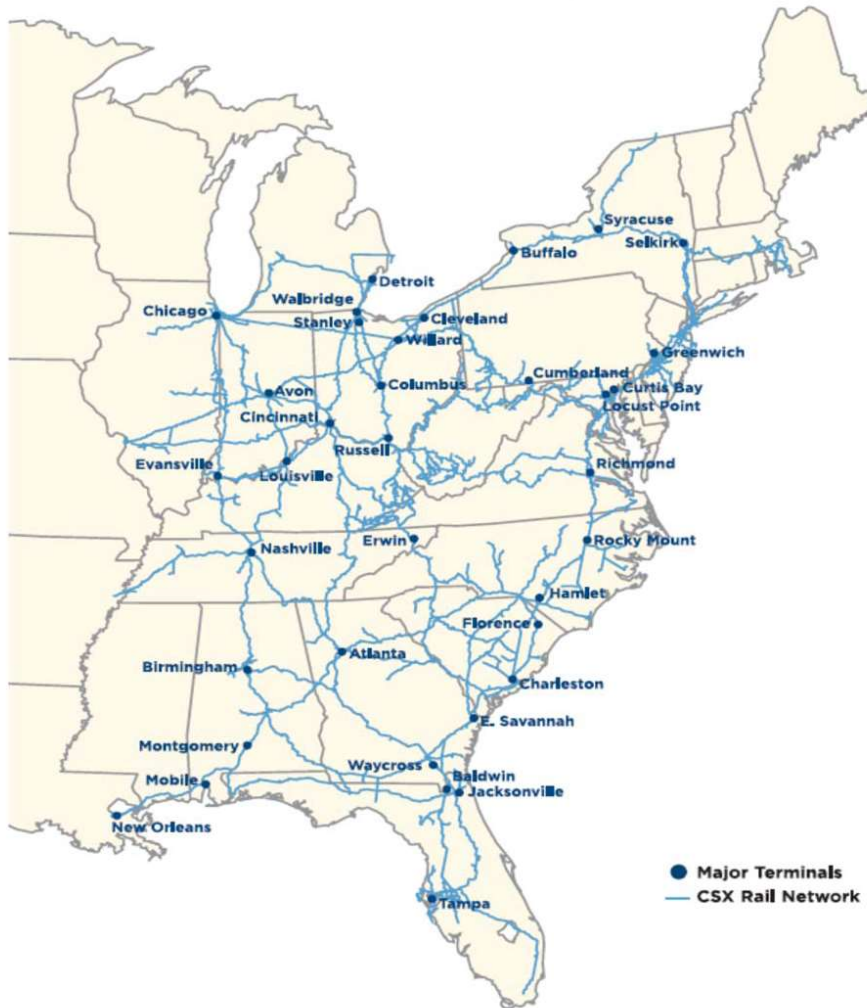 Syracuse
Selkirk
Buffalo
Detroit
Walbridge
Chicago
Stanley
Cleveland
Willard
Greenwich
Cumberland
Columbus
Curtis Bay
Avon
Locust Point
Cincinnati
Russell
Evansville
Louisville
Richmond
Erwin
Rocky Mount
Nashville
Hamlet
Florence
Atlanta
Birmingham
Charleston
E. Savannah
Montgomery
Waycross
Baldwin
Mobile
Jacksonville
New Orleans
Major Terminals
CSX Rail Network
Tampa